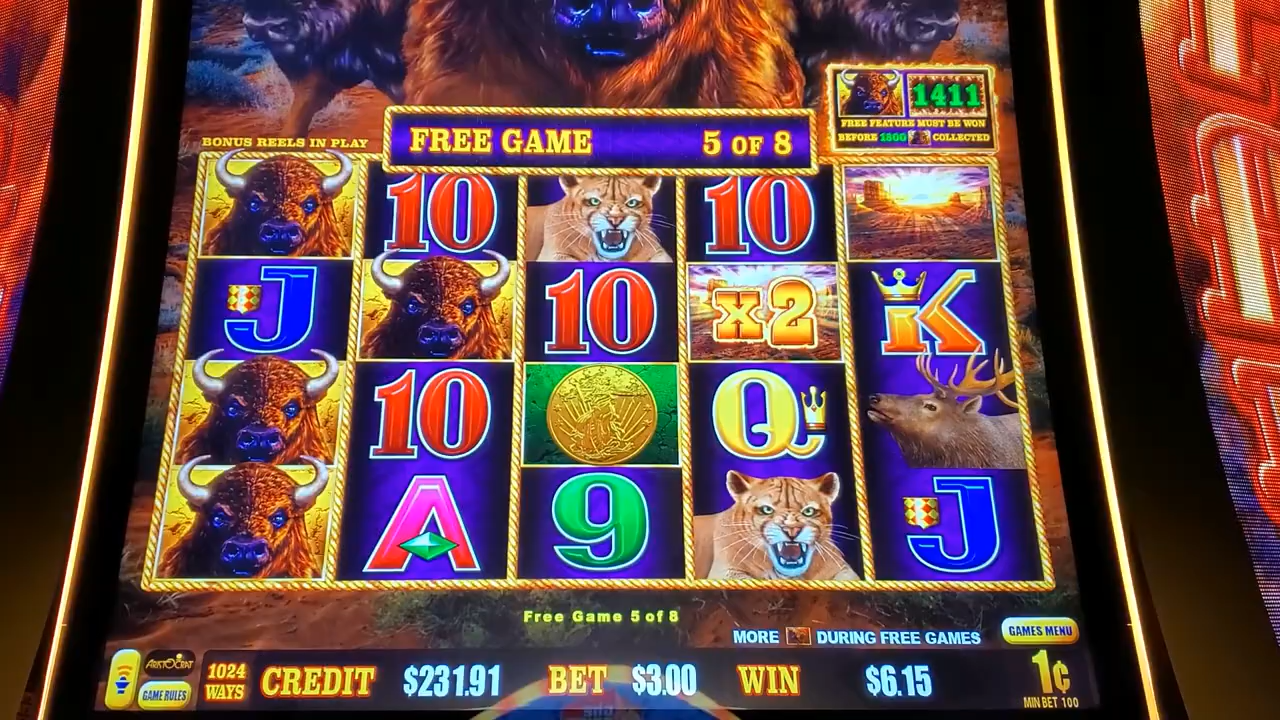 1411
FREE FEATURE MUST BE WON
BEFORE 1800 COLLECTED
BONUS REELS IN PLAY
FREE GAME 5 OF 8
10 10
J 10 x2 K
10 Q
A 9 J
Free Game 5 of 8
MORE DURING FREE GAMES
GAMES MENU
ARISTOCRAT
GAME RULES
1024 WAYS
CREDIT $231.91 BET $3.00 WIN $6.15
1¢
MIN BET 100